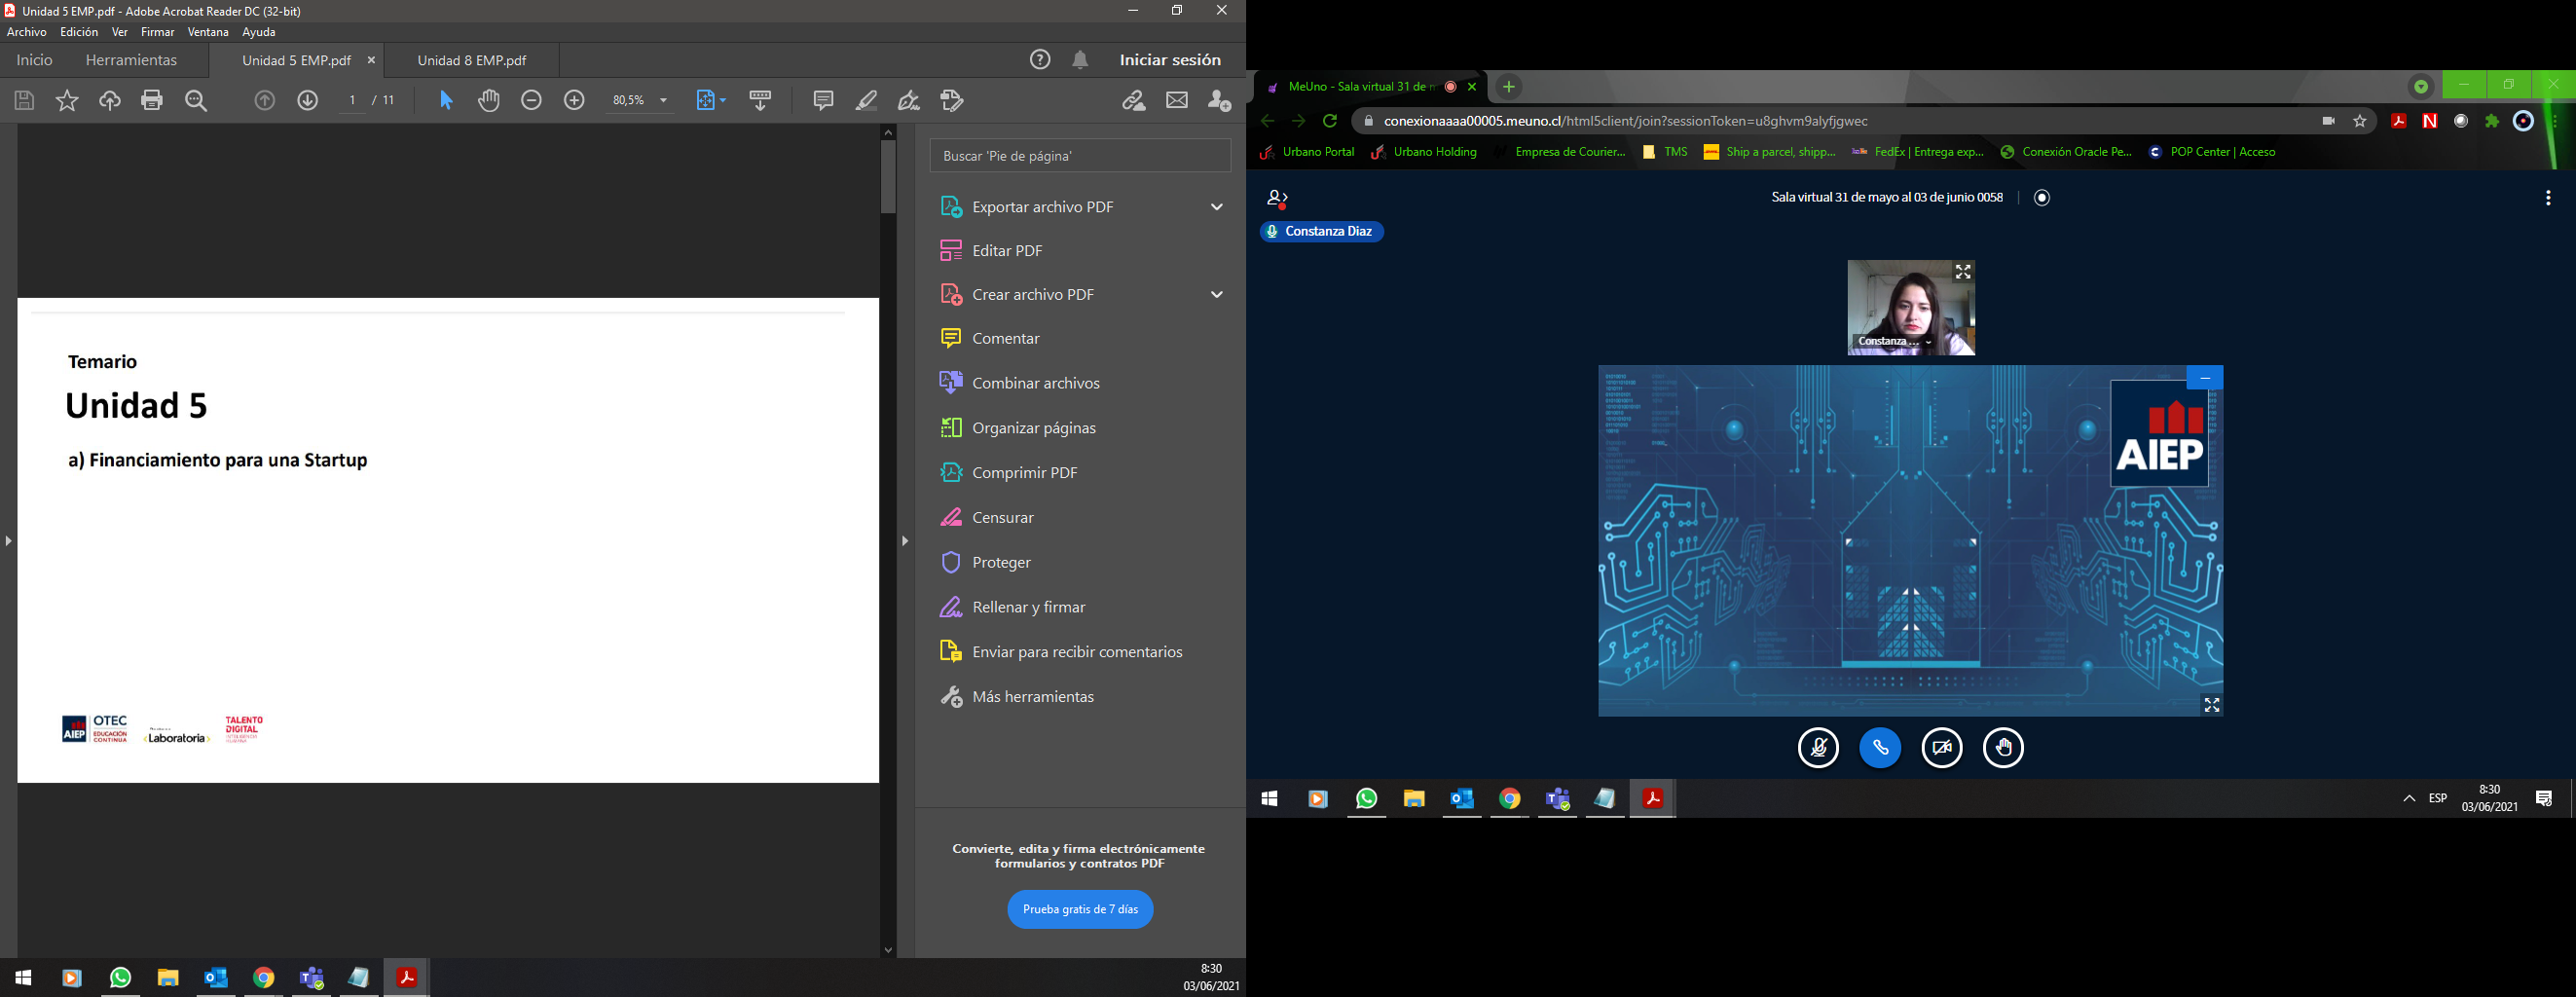 Unidad 5 EMP.pdf - Adobe Acrobat Reader DC (32-bit)
Archivo Edición Ver Firmar Ventana Ayuda
Inicio Herramientas Unidad 5 EMP.pdf × Unidad 8 EMP.pdf Iniciar sesión
1 / 11 80,5%
Temario
Unidad 5
a) Financiamiento para una Startup
AIEP OTEC EDUCACIÓN CONTINUA
Laboratoria
TALENTO DIGITAL
Buscar 'Pie de página'
Exportar archivo PDF
Editar PDF
Crear archivo PDF
Comentar
Combinar archivos
Organizar páginas
Comprimir PDF
Censurar
Proteger
Rellenar y firmar
Enviar para recibir comentarios
Más herramientas
Convierte, edita y firma electrónicamente
formularios y contratos PDF
Prueba gratis de 7 días
8:30
03/06/2021
MeUno - Sala virtual 31 de
conexionaaaa00005.meuno.cl/html5client/join?sessionToken=u8ghvm9alyfjgwec
Urbano Portal Urbano Holding Empresa de Courier... TMS Ship a parcel, shipp... FedEx | Entrega exp... Conexión Oracle Pe... POP Center | Acceso
Sala virtual 31 de mayo al 03 de junio 0058
Constanza Diaz
Constanza ...
AIEP
ESP
8:30
03/06/2021